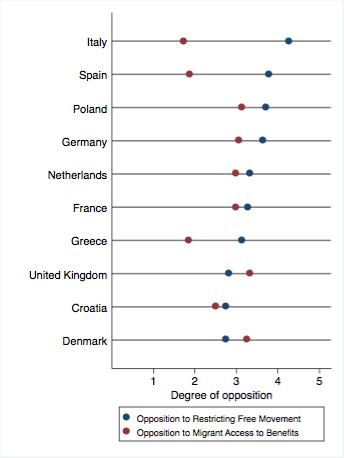 Italy
Spain
Poland
Germany
Netherlands
France
Greece
United Kingdom
Croatia
Denmark
1 2 3 4 5
Degree of opposition
Opposition to Restricting Free Movement
Opposition to Migrant Access to Benefits